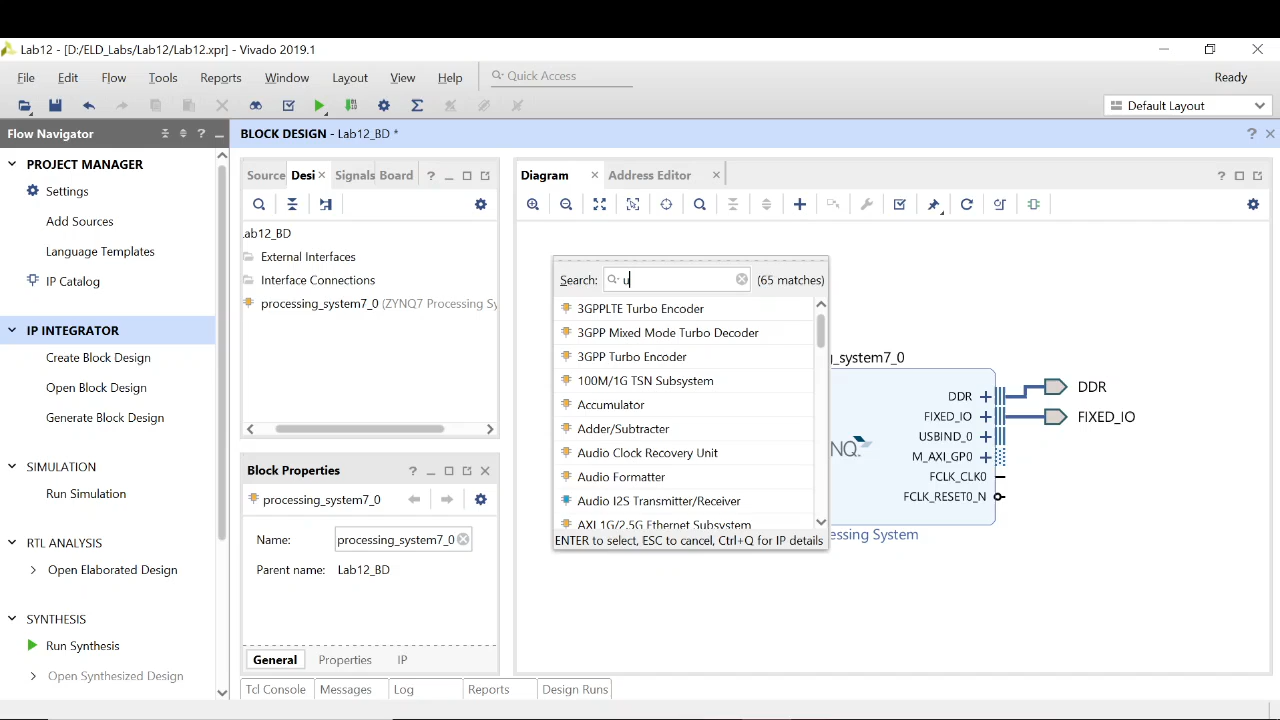 Lab12 - [D:/ELD_Labs/Lab12/Lab12.xpr] - Vivado 2019.1
File Edit Flow Tools Reports Window Layout View Help Quick Access Ready
Default Layout
Flow Navigator
BLOCK DESIGN - Lab12_BD *
PROJECT MANAGER
Settings
Add Sources
Language Templates
IP Catalog
IP INTEGRATOR
Create Block Design
Open Block Design
Generate Block Design
SIMULATION
Run Simulation
RTL ANALYSIS
Open Elaborated Design
SYNTHESIS
Run Synthesis
Open Synthesized Design
Source Desi Signals Board
ab12_BD
External Interfaces
Interface Connections
processing_system7_0 (ZYNQ7 Processing Sy
Block Properties
processing_system7_0
Name: processing_system7_0
Parent name: Lab12_BD
General Properties IP
Tcl Console Messages Log Reports Design Runs
Diagram Address Editor
Search: u (65 matches)
3GPPLTE Turbo Encoder
3GPP Mixed Mode Turbo Decoder
3GPP Turbo Encoder
100M/1G TSN Subsystem
Accumulator
Adder/Subtracter
Audio Clock Recovery Unit
Audio Formatter
Audio I2S Transmitter/Receiver
AXI 1G/2.5G Ethernet Subsystem
ENTER to select, ESC to cancel, Ctrl+Q for IP details
_system7_0
DDR
FIXED_IO
USBIND_0
M_AXI_GP0
FCLK_CLK0
FCLK_RESET0_N
NQ
DDR
FIXED_IO
essing System